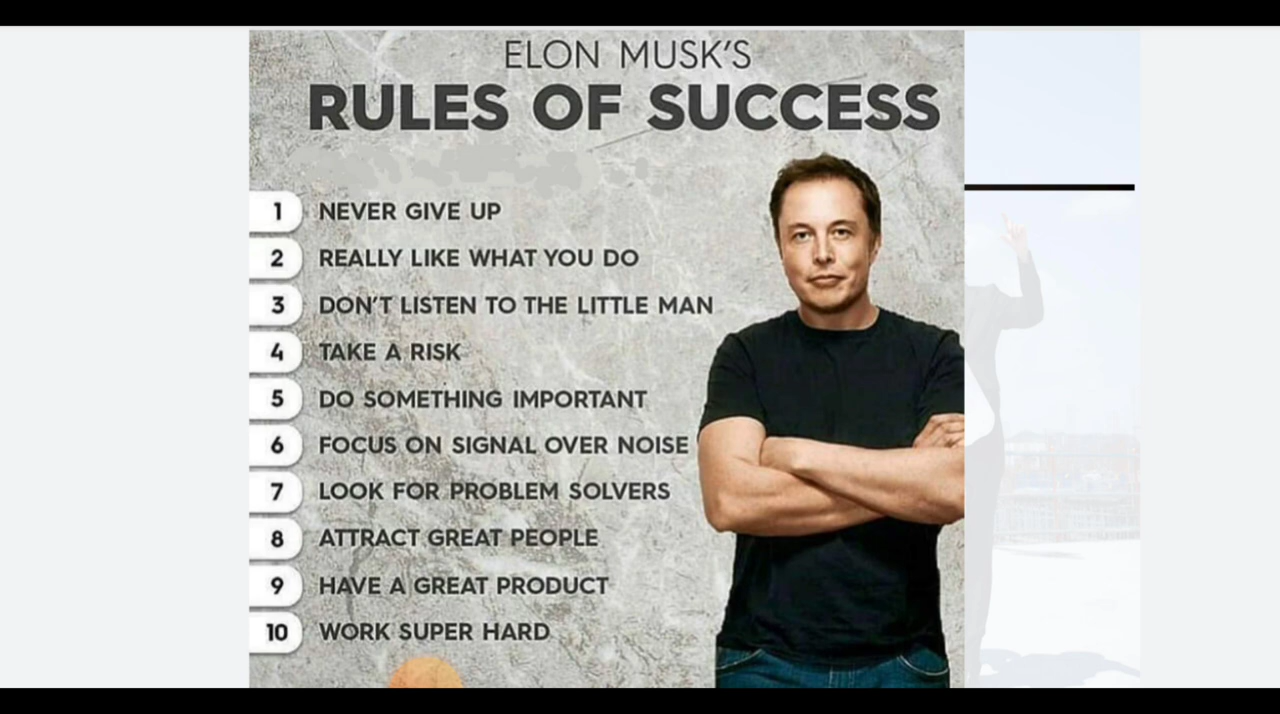 ELON MUSK'S
RULES OF SUCCESS
1 NEVER GIVE UP
2 REALLY LIKE WHAT YOU DO
3 DON'T LISTEN TO THE LITTLE MAN
4 TAKE A RISK
5 DO SOMETHING IMPORTANT
6 FOCUS ON SIGNAL OVER NOISE
7 LOOK FOR PROBLEM SOLVERS
8 ATTRACT GREAT PEOPLE
9 HAVE A GREAT PRODUCT
10 WORK SUPER HARD